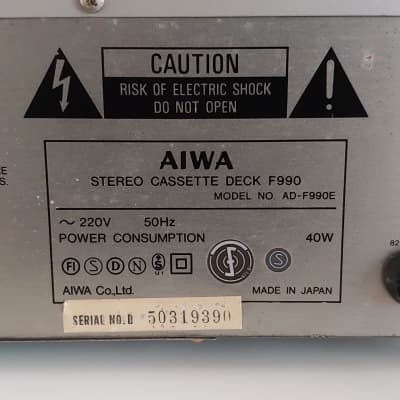 CAUTION
RISK OF ELECTRIC SHOCK
DO NOT OPEN
AIWA
STEREO CASSETTE DECK F990
MODEL NO. AD-F990E
~ 220V 50Hz
POWER CONSUMPTION 40W
FI S D N
AIWA Co.,Ltd. MADE IN JAPAN
SERIAL NO. D 50319390